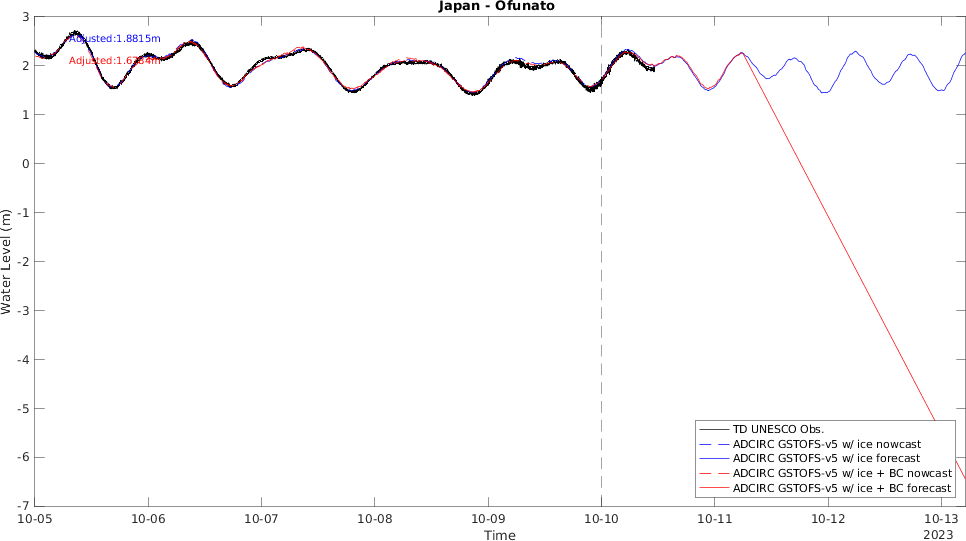 Japan - Ofunato
Adjusted:1.8815m
3
2
1
0
-1
-2
-3
-4
-5
-6
-7
Water Level (m)
TD UNESCO Obs.
ADCIRC GSTOFS-v5 w/ ice nowcast
ADCIRC GSTOFS-v5 w/ ice forecast
ADCIRC GSTOFS-v5 w/ ice + BC nowcast
ADCIRC GSTOFS-v5 w/ ice + BC forecast
10-05 10-06 10-07 10-08 10-09 10-10 10-11 10-12 10-13
Time
2023